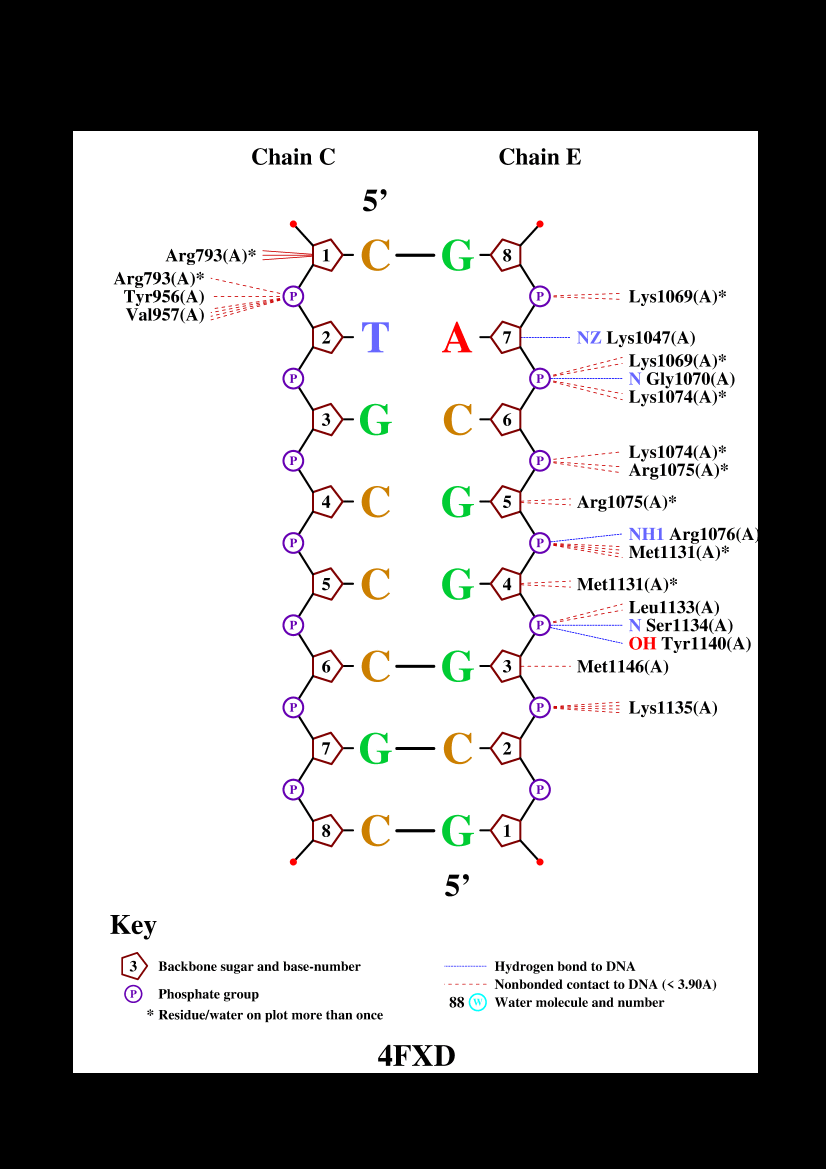 Chain C Chain E
5’
Arg793(A)* 1 C G 8
Arg793(A)*
Tyr956(A) P P Lys1069(A)*
Val957(A)
2 T A 7 NZ Lys1047(A)
Lys1069(A)*
P P N Gly1070(A)
Lys1074(A)*
3 G C 6
Lys1074(A)*
P P
Arg1075(A)*
4 C G 5 Arg1075(A)*
NH1 Arg1076(A)
P P
Met1131(A)*
5 C G 4 Met1131(A)*
Leu1133(A)
P P N Ser1134(A)
OH Tyr1140(A)
6 C G 3 Met1146(A)
P P Lys1135(A)
7 G C 2
P P
8 C G 1
5’
Key
3 Backbone sugar and base-number
P Phosphate group
* Residue/water on plot more than once
Hydrogen bond to DNA
Nonbonded contact to DNA (< 3.90A)
88 W Water molecule and number
4FXD